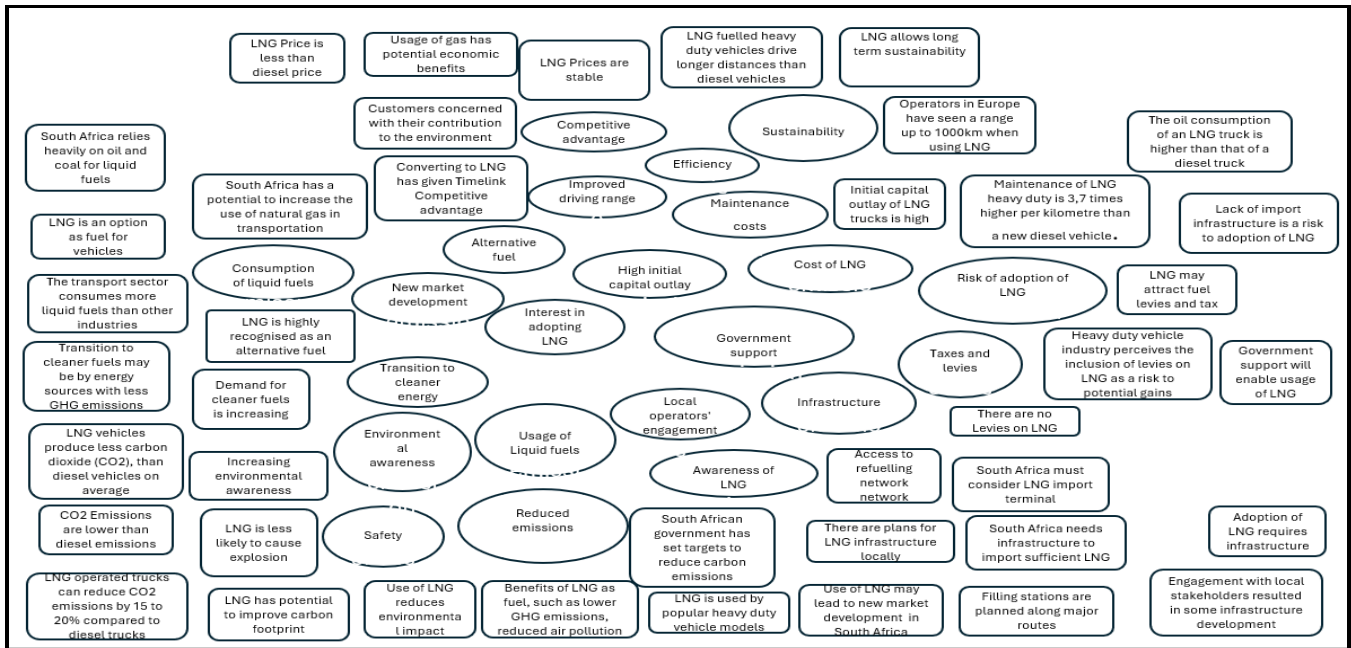 LNG Price is
less than
diesel price
Usage of gas has
potential economic
benefits
LNG Prices are
stable
LNG fuelled heavy
duty vehicles drive
longer distances than
diesel vehicles
LNG allows long
term sustainability
South Africa relies
heavily on oil and
coal for liquid
fuels
Customers concerned
with their contribution
to the environment
Competitive
advantage
Sustainability
Operators in Europe
have seen a range
up to 1000km when
using LNG
The oil consumption
of an LNG truck is
higher than that of a
diesel truck
Efficiency
South Africa has a
potential to increase the
use of natural gas in
transportation
Converting to LNG
has given Timelink
Competitive
advantage
Improved
driving range
Maintenance
costs
Initial capital
outlay of LNG
trucks is high
Maintenance of LNG
heavy duty is 3,7 times
higher per kilometre than
a new diesel vehicle.
Lack of import
infrastructure is a risk
to adoption of LNG
LNG is an option
as fuel for
vehicles
Alternative
fuel
Consumption
of liquid fuels
High initial
capital outlay
Cost of LNG
Risk of adoption of
LNG
LNG may
attract fuel
levies and tax
The transport sector
consumes more
liquid fuels than other
industries
New market
development
Interest in
adopting
LNG
LNG is highly
recognised as an
alternative fuel
Government
support
Taxes and
levies
Heavy duty vehicle
industry perceives the
inclusion of levies on
LNG as a risk to
potential gains
Government
support will
enable usage
of LNG
Transition to
cleaner fuels may
be by energy
sources with less
GHG emissions
Demand for
cleaner fuels
is increasing
Transition to
cleaner
energy
Local
operators'
engagement
Infrastructure
There are no
Levies on LNG
LNG vehicles
produce less carbon
dioxide (CO2), than
diesel vehicles on
average
Increasing
environmental
awareness
Environment
al
awareness
Usage of
Liquid fuels
Awareness of
LNG
Access to
refuelling
network
network
South Africa must
consider LNG import
terminal
CO2 Emissions
are lower than
diesel emissions
LNG is less
likely to cause
explosion
Safety
Reduced
emissions
South African
government has
set targets to
reduce carbon
emissions
There are plans for
LNG infrastructure
locally
South Africa needs
infrastructure to
import sufficient LNG
Adoption of
LNG requires
infrastructure
LNG operated trucks
can reduce CO2
emissions by 15 to
20% compared to
diesel trucks
LNG has potential
to improve carbon
footprint
Use of LNG
reduces
environmenta
l impact
Benefits of LNG as
fuel, such as lower
GHG emissions,
reduced air pollution
LNG is used by
popular heavy duty
vehicle models
Use of LNG may
lead to new market
development in
South Africa
Filling stations are
planned along major
routes
Engagement with local
stakeholders resulted
in some infrastructure
development